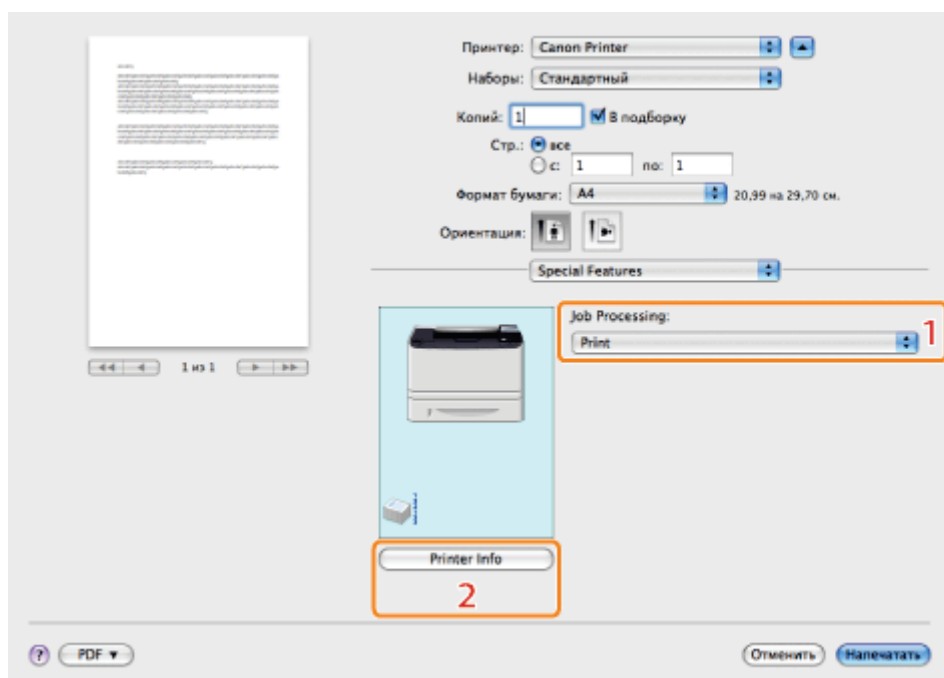 Принтер: Canon Printer
Наборы: Стандартный
Копий: 1 В подборку
Стр.: все
с: 1 по: 1
Формат бумаги: A4 20,99 на 29,70 см.
Ориентация:
Special Features
Job Processing:
Print
1
1 из 1
Printer Info
2
? PDF
Отменить Напечатать